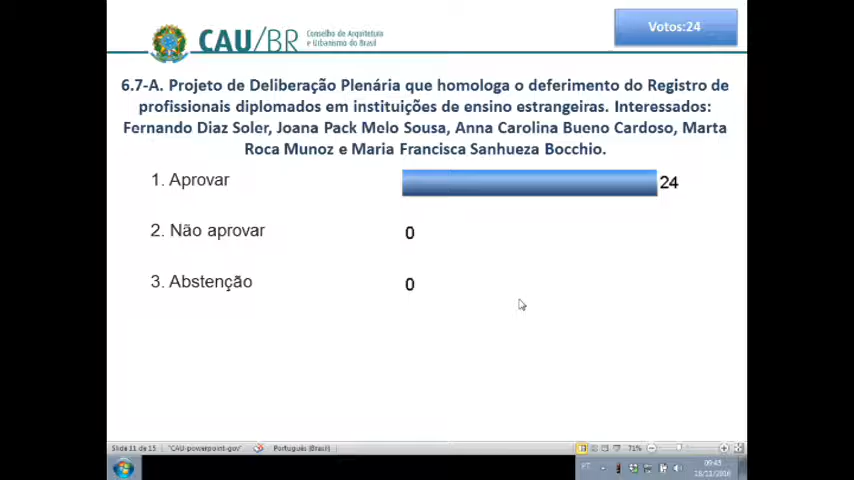 CAU/BR
Conselho de Arquitetura
e Urbanismo do Brasil
Votos:24
6.7-A. Projeto de Deliberação Plenária que homologa o deferimento do Registro de
profissionais diplomados em instituições de ensino estrangeiras. Interessados:
Fernando Diaz Soler, Joana Pack Melo Sousa, Anna Carolina Bueno Cardoso, Marta
Roca Munoz e Maria Francisca Sanhueza Bocchio.
1. Aprovar 24
2. Não aprovar 0
3. Abstenção 0
Slide 11 de 15 "CAU-powerpoint-gov" Português (Brasil) 71%
PT 09:43